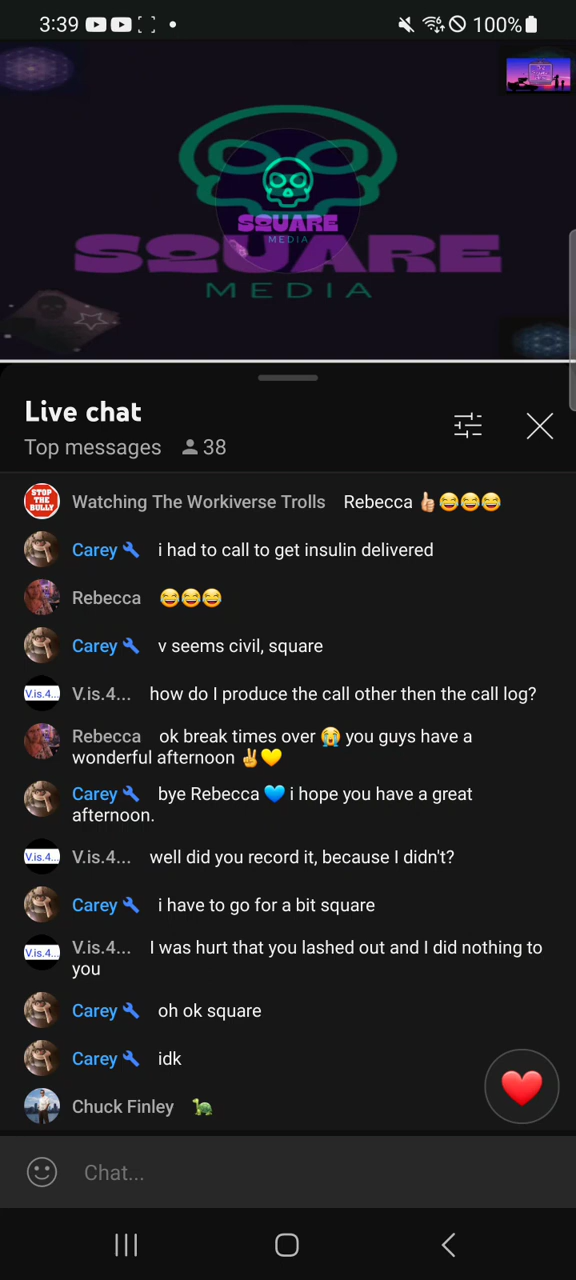 3:39 100%
SQUARE
MEDIA
SQUARE
MEDIA
Live chat
Top messages 38
STOP
THE
BULLY
Watching The Workiverse Trolls Rebecca 👍🏻😂😂😂
Carey i had to call to get insulin delivered
Rebecca 😂😂😂
Carey v seems civil, square
V.is.4...
V.is.4... how do I produce the call other then the call log?
Rebecca ok break times over 😭 you guys have a
wonderful afternoon ✌️💛
Carey bye Rebecca 💙 i hope you have a great
afternoon.
V.is.4...
V.is.4... well did you record it, because I didn't?
Carey i have to go for a bit square
V.is.4...
V.is.4... I was hurt that you lashed out and I did nothing to
you
Carey oh ok square
Carey idk
Chuck Finley 🐢
Chat...